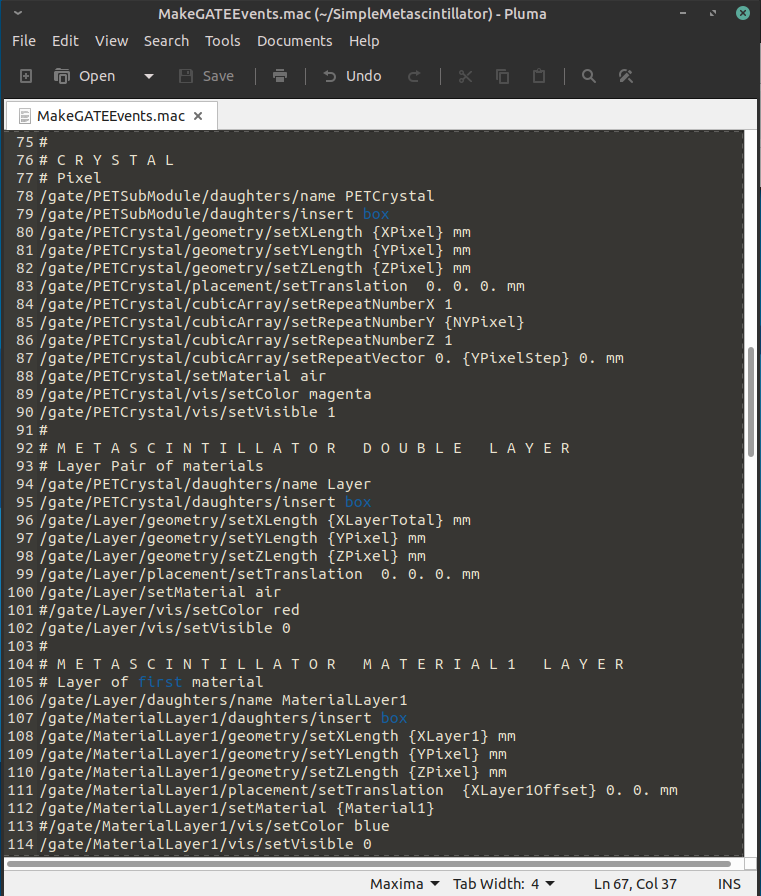 MakeGATEEvents.mac (~/SimpleMetascintillator) - Pluma
File Edit View Search Tools Documents Help
Open Save Undo
MakeGATEEvents.mac ×
75 #
76 # C R Y S T A L
77 # Pixel
78 /gate/PETSubModule/daughters/name PETCrystal
79 /gate/PETSubModule/daughters/insert box
80 /gate/PETCrystal/geometry/setXLength {XPixel} mm
81 /gate/PETCrystal/geometry/setYLength {YPixel} mm
82 /gate/PETCrystal/geometry/setZLength {ZPixel} mm
83 /gate/PETCrystal/placement/setTranslation  0. 0. 0. mm
84 /gate/PETCrystal/cubicArray/setRepeatNumberX 1
85 /gate/PETCrystal/cubicArray/setRepeatNumberY {NYPixel}
86 /gate/PETCrystal/cubicArray/setRepeatNumberZ 1
87 /gate/PETCrystal/cubicArray/setRepeatVector 0. {YPixelStep} 0. mm
88 /gate/PETCrystal/setMaterial air
89 /gate/PETCrystal/vis/setColor magenta
90 /gate/PETCrystal/vis/setVisible 1
91 #
92 # M E T A S C I N T I L L A T O R   D O U B L E   L A Y E R
93 # Layer Pair of materials
94 /gate/PETCrystal/daughters/name Layer
95 /gate/PETCrystal/daughters/insert box
96 /gate/Layer/geometry/setXLength {XLayerTotal} mm
97 /gate/Layer/geometry/setYLength {YPixel} mm
98 /gate/Layer/geometry/setZLength {ZPixel} mm
99 /gate/Layer/placement/setTranslation  0. 0. 0. mm
100 /gate/Layer/setMaterial air
101 #/gate/Layer/vis/setColor red
102 /gate/Layer/vis/setVisible 0
103 #
104 # M E T A S C I N T I L L A T O R   M A T E R I A L 1   L A Y E R
105 # Layer of first material
106 /gate/Layer/daughters/name MaterialLayer1
107 /gate/MaterialLayer1/daughters/insert box
108 /gate/MaterialLayer1/geometry/setXLength {XLayer1} mm
109 /gate/MaterialLayer1/geometry/setYLength {YPixel} mm
110 /gate/MaterialLayer1/geometry/setZLength {ZPixel} mm
111 /gate/MaterialLayer1/placement/setTranslation  {XLayer1Offset} 0. 0. mm
112 /gate/MaterialLayer1/setMaterial {Material1}
113 #/gate/MaterialLayer1/vis/setColor blue
114 /gate/MaterialLayer1/vis/setVisible 0
Maxima Tab Width: 4 Ln 67, Col 37 INS